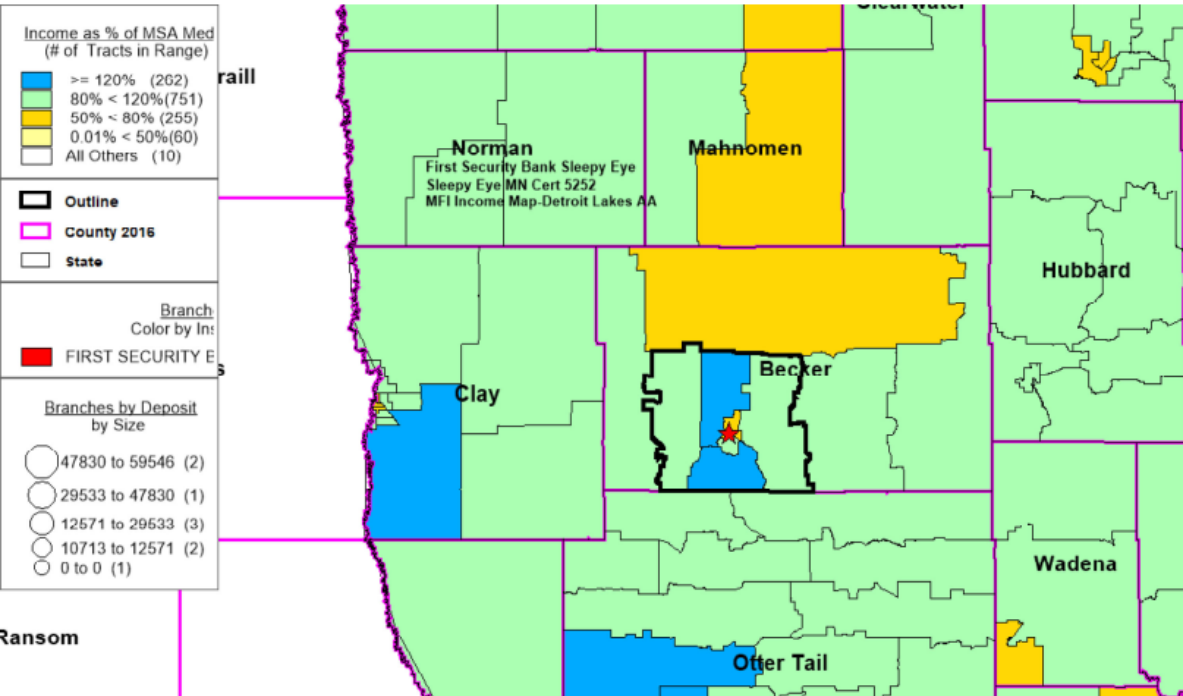 Income as % of MSA Med
(# of Tracts in Range)
>= 120% (262)
80% < 120%(751)
50% < 80% (255)
0.01% < 50%(60)
All Others (10)
Outline
County 2016
State
Branch
Color by Ins
FIRST SECURITY B
Branches by Deposit
by Size
47830 to 59546 (2)
29533 to 47830 (1)
12571 to 29533 (3)
10713 to 12571 (2)
0 to 0 (1)
raill
s
Ransom
Clearwater
Norman
Mahnomen
First Security Bank Sleepy Eye
Sleepy Eye MN Cert 5252
MFI Income Map-Detroit Lakes AA
Hubbard
Becker
Clay
Wadena
Otter Tail